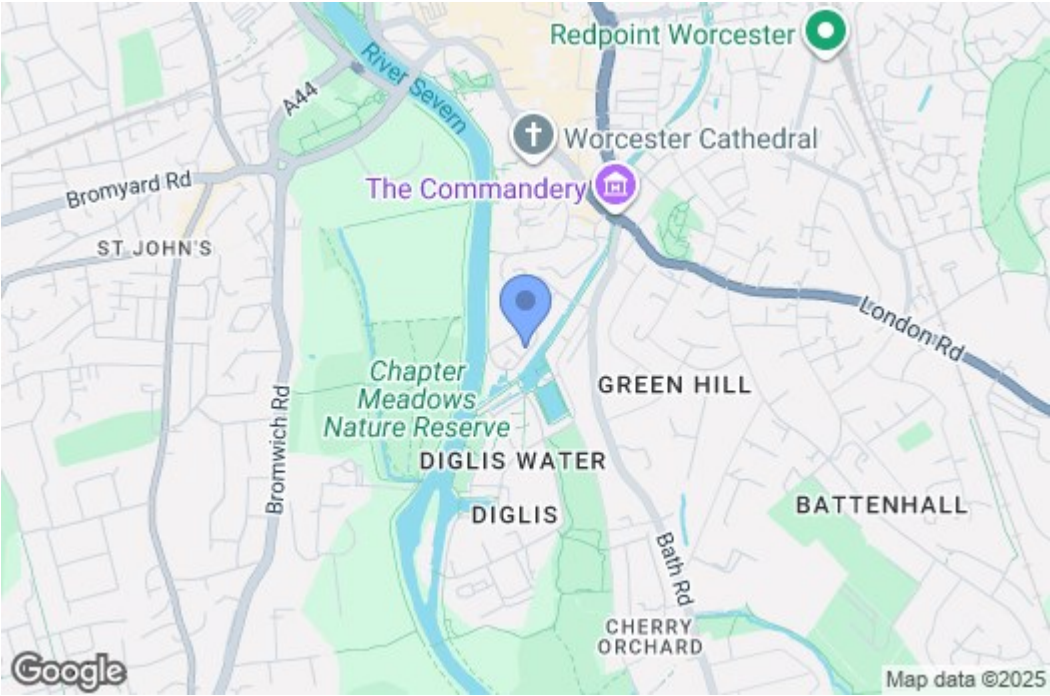 Redpoint Worcester
River Severn
A44
Worcester Cathedral
Bromyard Rd
The Commandery
ST JOHN'S
London Rd
Chapter
Meadows
Nature Reserve
GREEN HILL
Bromwich Rd
DIGLIS WATER
BATTENHALL
DIGLIS
Bath Rd
CHERRY
ORCHARD
Google
Map data ©2025